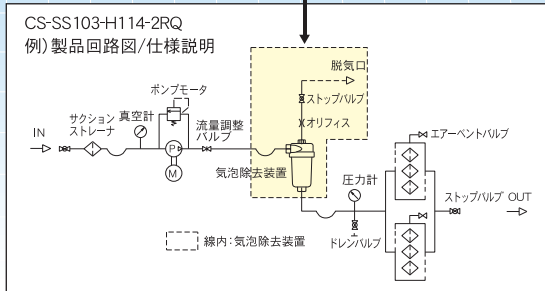 CS-SS103-H114-2RQ
例）製品回路図/仕様説明
脱気口
ポンプモータ
ストップバルブ
サクション
ストレーナ
真空計
流量調整
バルブ
オリフィス
エアーベントバルブ
IN
P
M
気泡除去装置
圧力計
ストップバルブ OUT
ドレンバルブ
線内：気泡除去装置